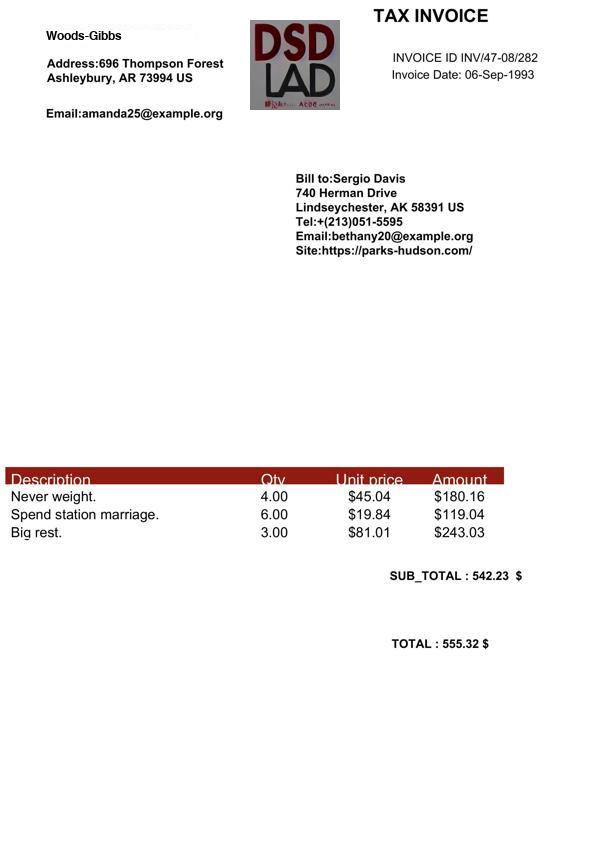 TAX INVOICE
Woods-Gibbs
Address:696 Thompson Forest
Ashleybury, AR 73994 US
Email:amanda25@example.org
DSD
LAD
INVOICE ID INV/47-08/282
Invoice Date: 06-Sep-1993
Bill to:Sergio Davis
740 Herman Drive
Lindseychester, AK 58391 US
Tel:+(213)051-5595
Email:bethany20@example.org
Site:https://parks-hudson.com/
Description Qty Unit price Amount
Never weight. 4.00 $45.04 $180.16
Spend station marriage. 6.00 $19.84 $119.04
Big rest. 3.00 $81.01 $243.03
SUB_TOTAL : 542.23 $
TOTAL : 555.32 $